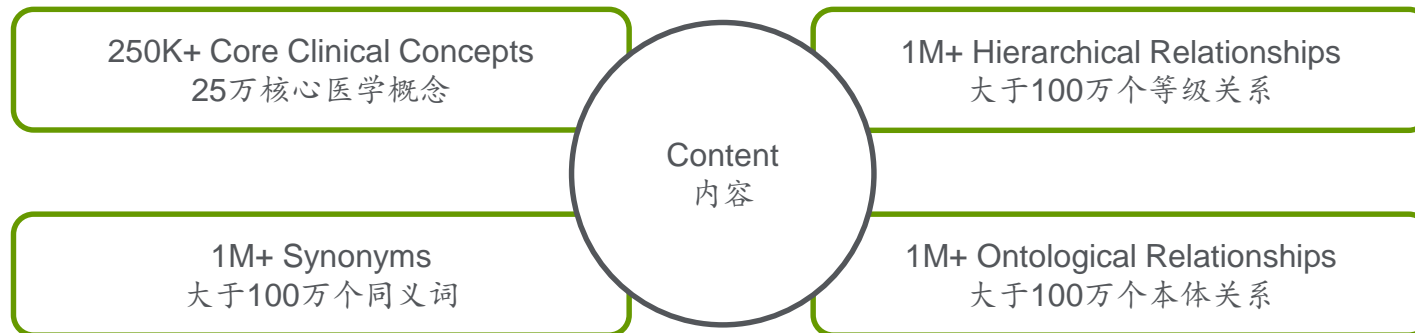 250K+ Core Clinical Concepts
25万核心医学概念
1M+ Hierarchical Relationships
大于100万个等级关系
Content
内容
1M+ Synonyms
大于100万个同义词
1M+ Ontological Relationships
大于100万个本体关系